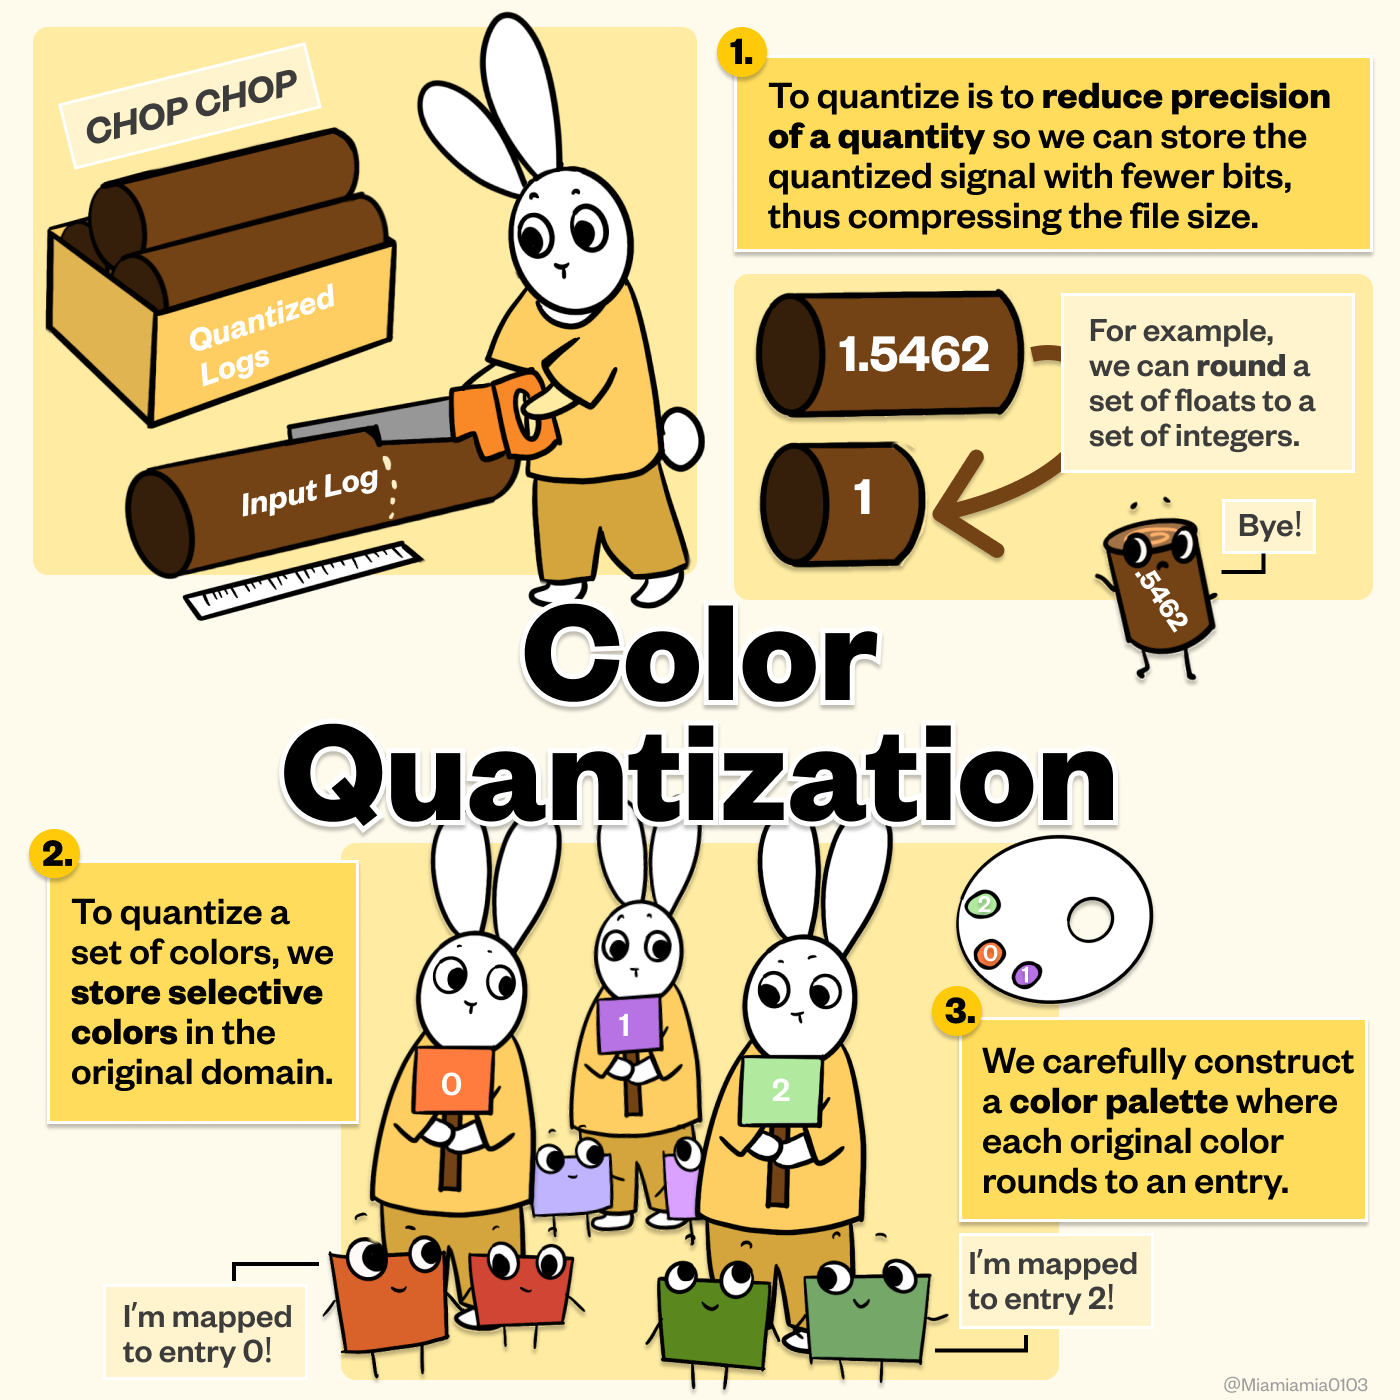 CHOP CHOP
Quantized
Logs
Input Log
1.
To quantize is to reduce precision
of a quantity so we can store the
quantized signal with fewer bits,
thus compressing the file size.
1.5462
1
For example,
we can round a
set of floats to a
set of integers.
Bye!
.5462
Color
Quantization
2.
To quantize a
set of colors, we
store selective
colors in the
original domain.
0
1
2
I'm mapped
to entry 0!
2
0
1
3.
We carefully construct
a color palette where
each original color
rounds to an entry.
I'm mapped
to entry 2!
@Miamiamia0103